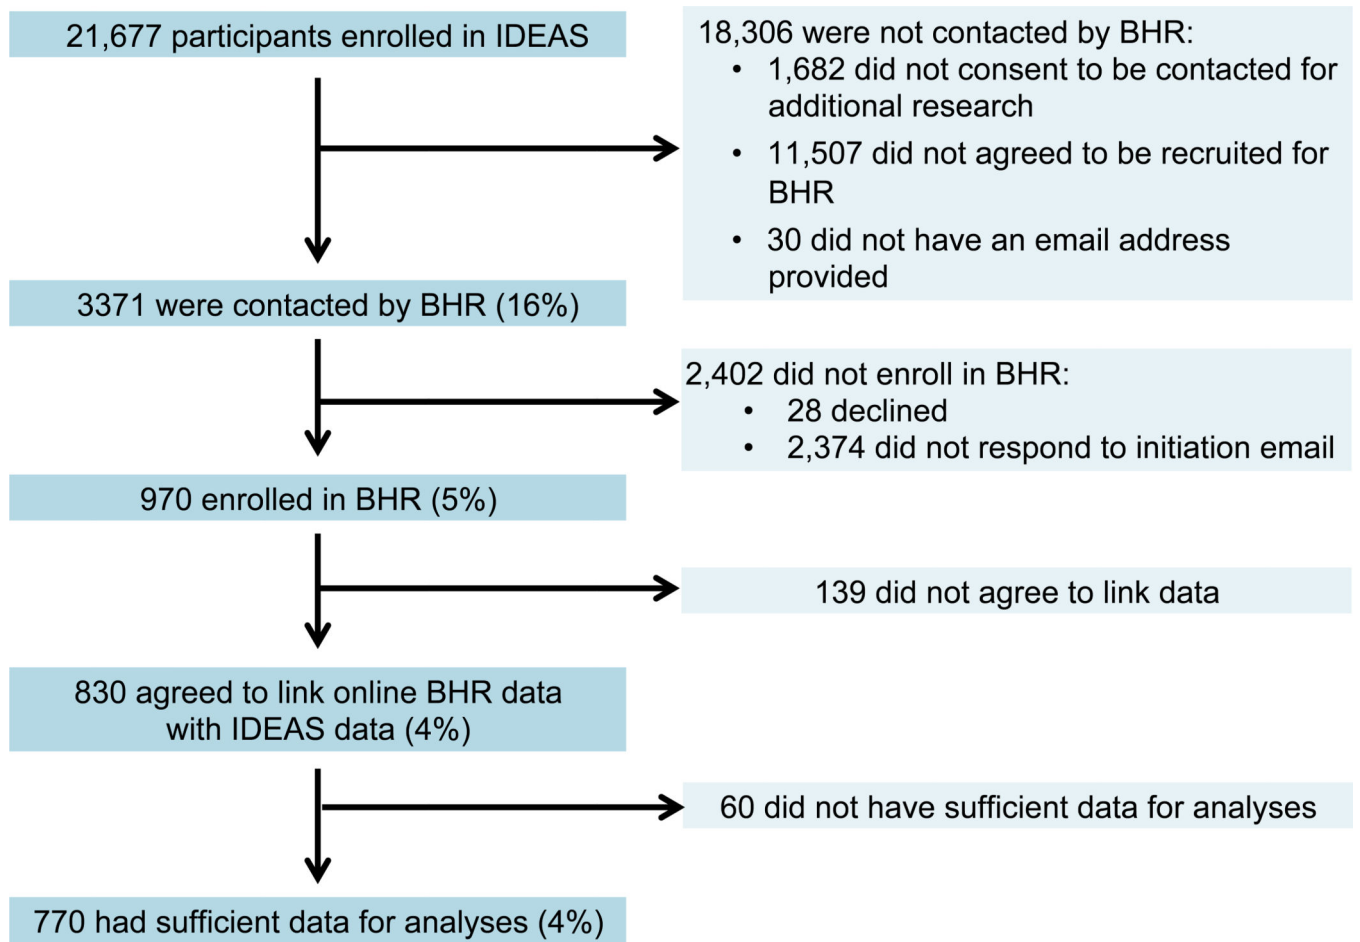 21,677 participants enrolled in IDEAS
18,306 were not contacted by BHR:
• 1,682 did not consent to be contacted for
additional research
• 11,507 did not agreed to be recruited for
BHR
• 30 did not have an email address
provided
3371 were contacted by BHR (16%)
2,402 did not enroll in BHR:
• 28 declined
• 2,374 did not respond to initiation email
970 enrolled in BHR (5%)
139 did not agree to link data
830 agreed to link online BHR data
with IDEAS data (4%)
60 did not have sufficient data for analyses
770 had sufficient data for analyses (4%)